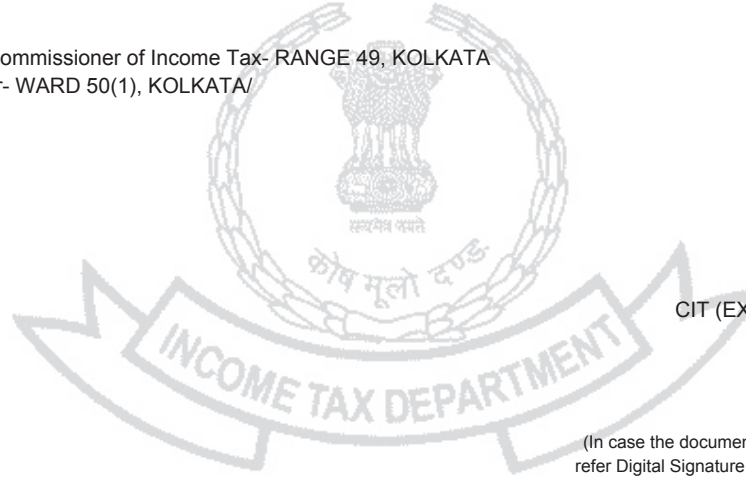 ommissioner of Income Tax- RANGE 49, KOLKATA
- WARD 50(1), KOLKATA/
सत्यमेव जयते
कोष मूलो दण्डः
CIT (EX
INCOME TAX DEPARTMENT
(In case the documen
refer Digital Signature